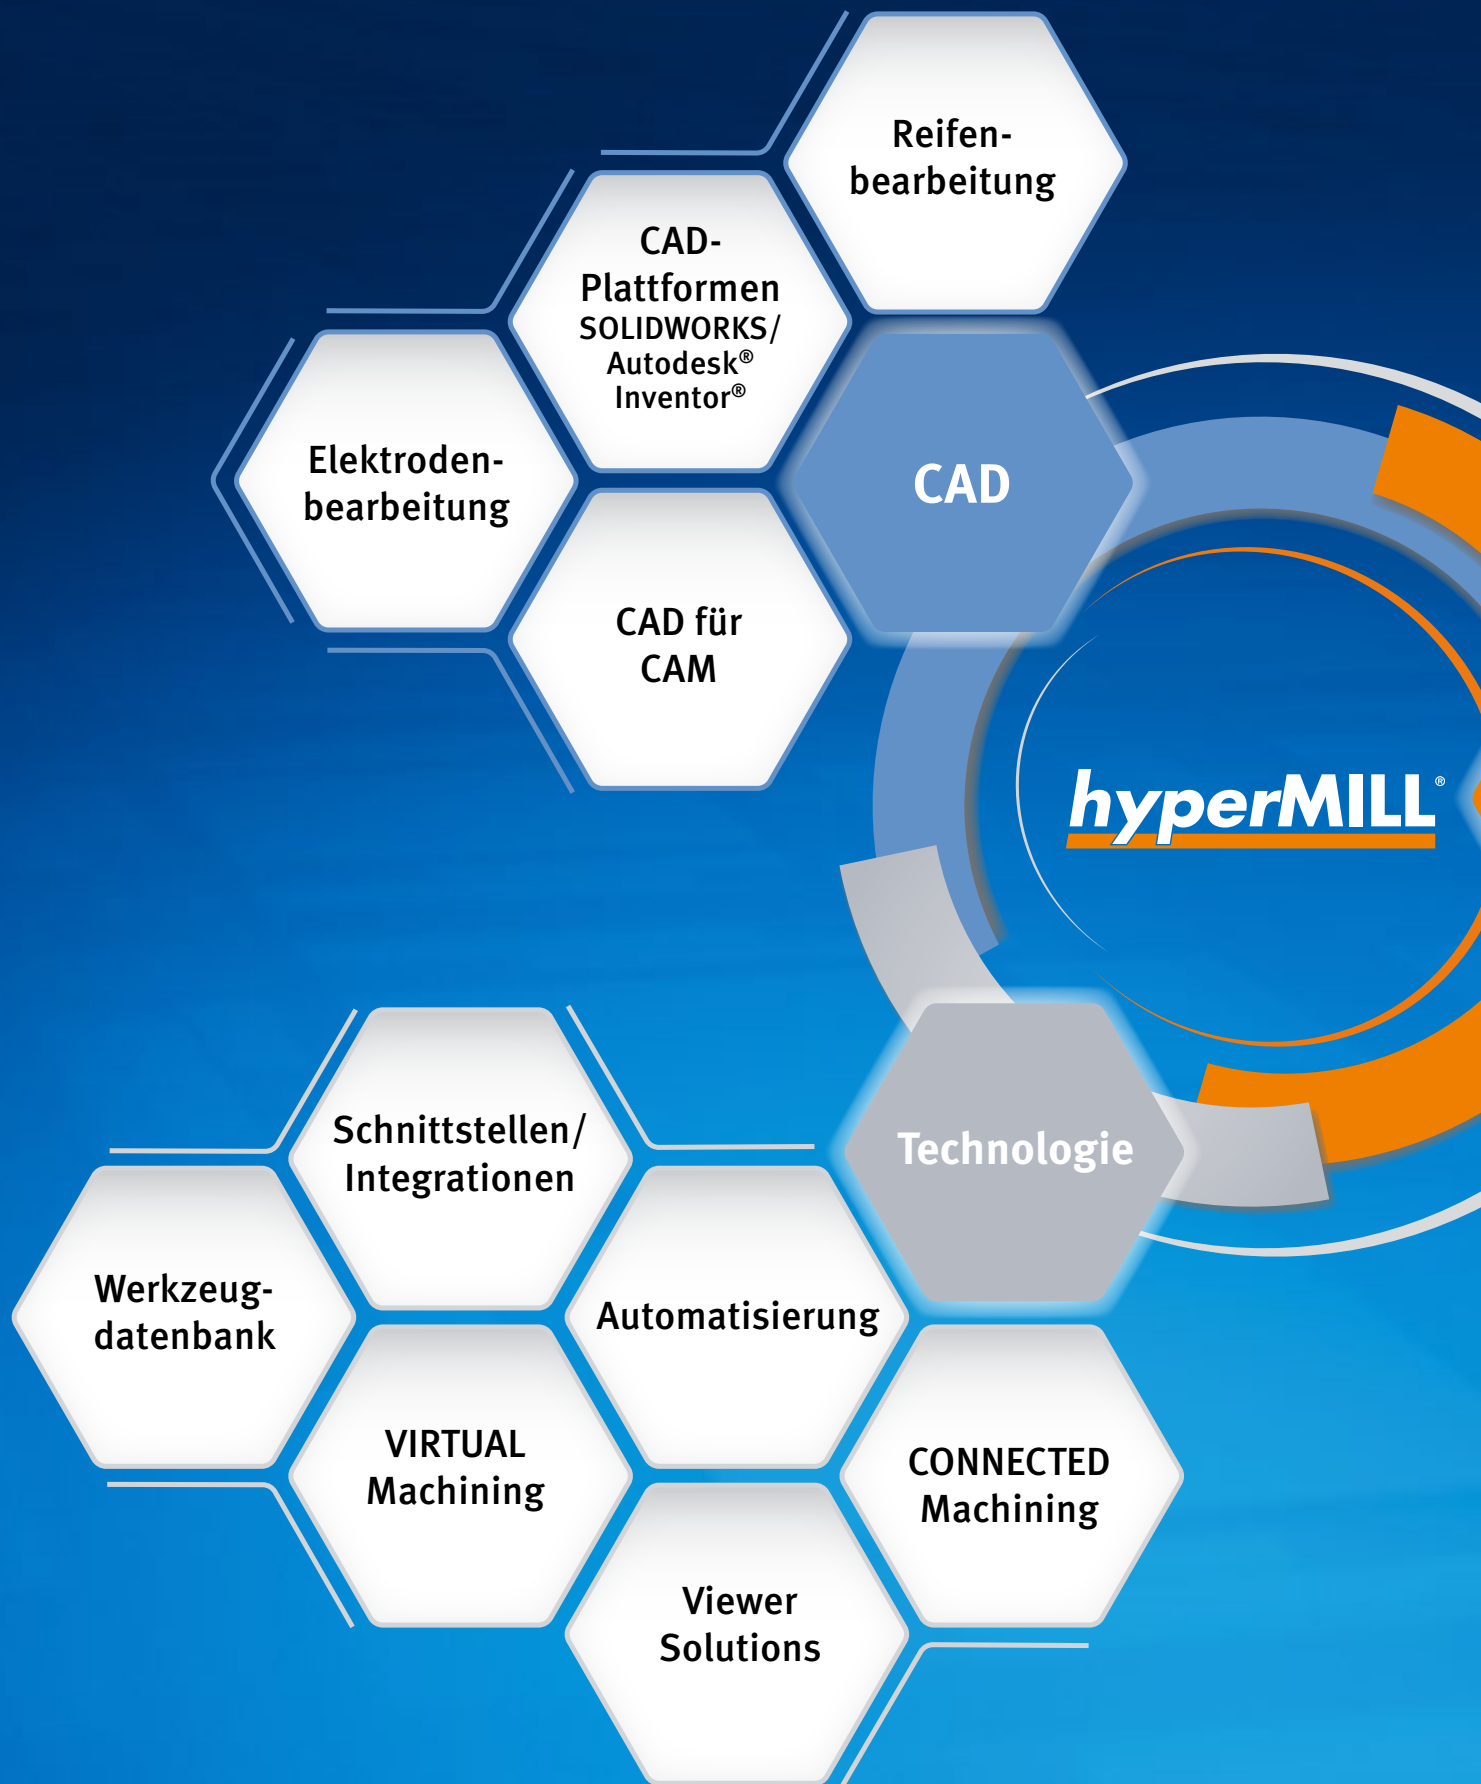 Reifen-
bearbeitung
CAD-
Plattformen
SOLIDWORKS/
Autodesk®
Inventor®
Elektroden-
bearbeitung
CAD
CAD für
CAM
hyperMILL®
Technologie
Schnittstellen/
Integrationen
Werkzeug-
datenbank
Automatisierung
VIRTUAL
Machining
CONNECTED
Machining
Viewer
Solutions